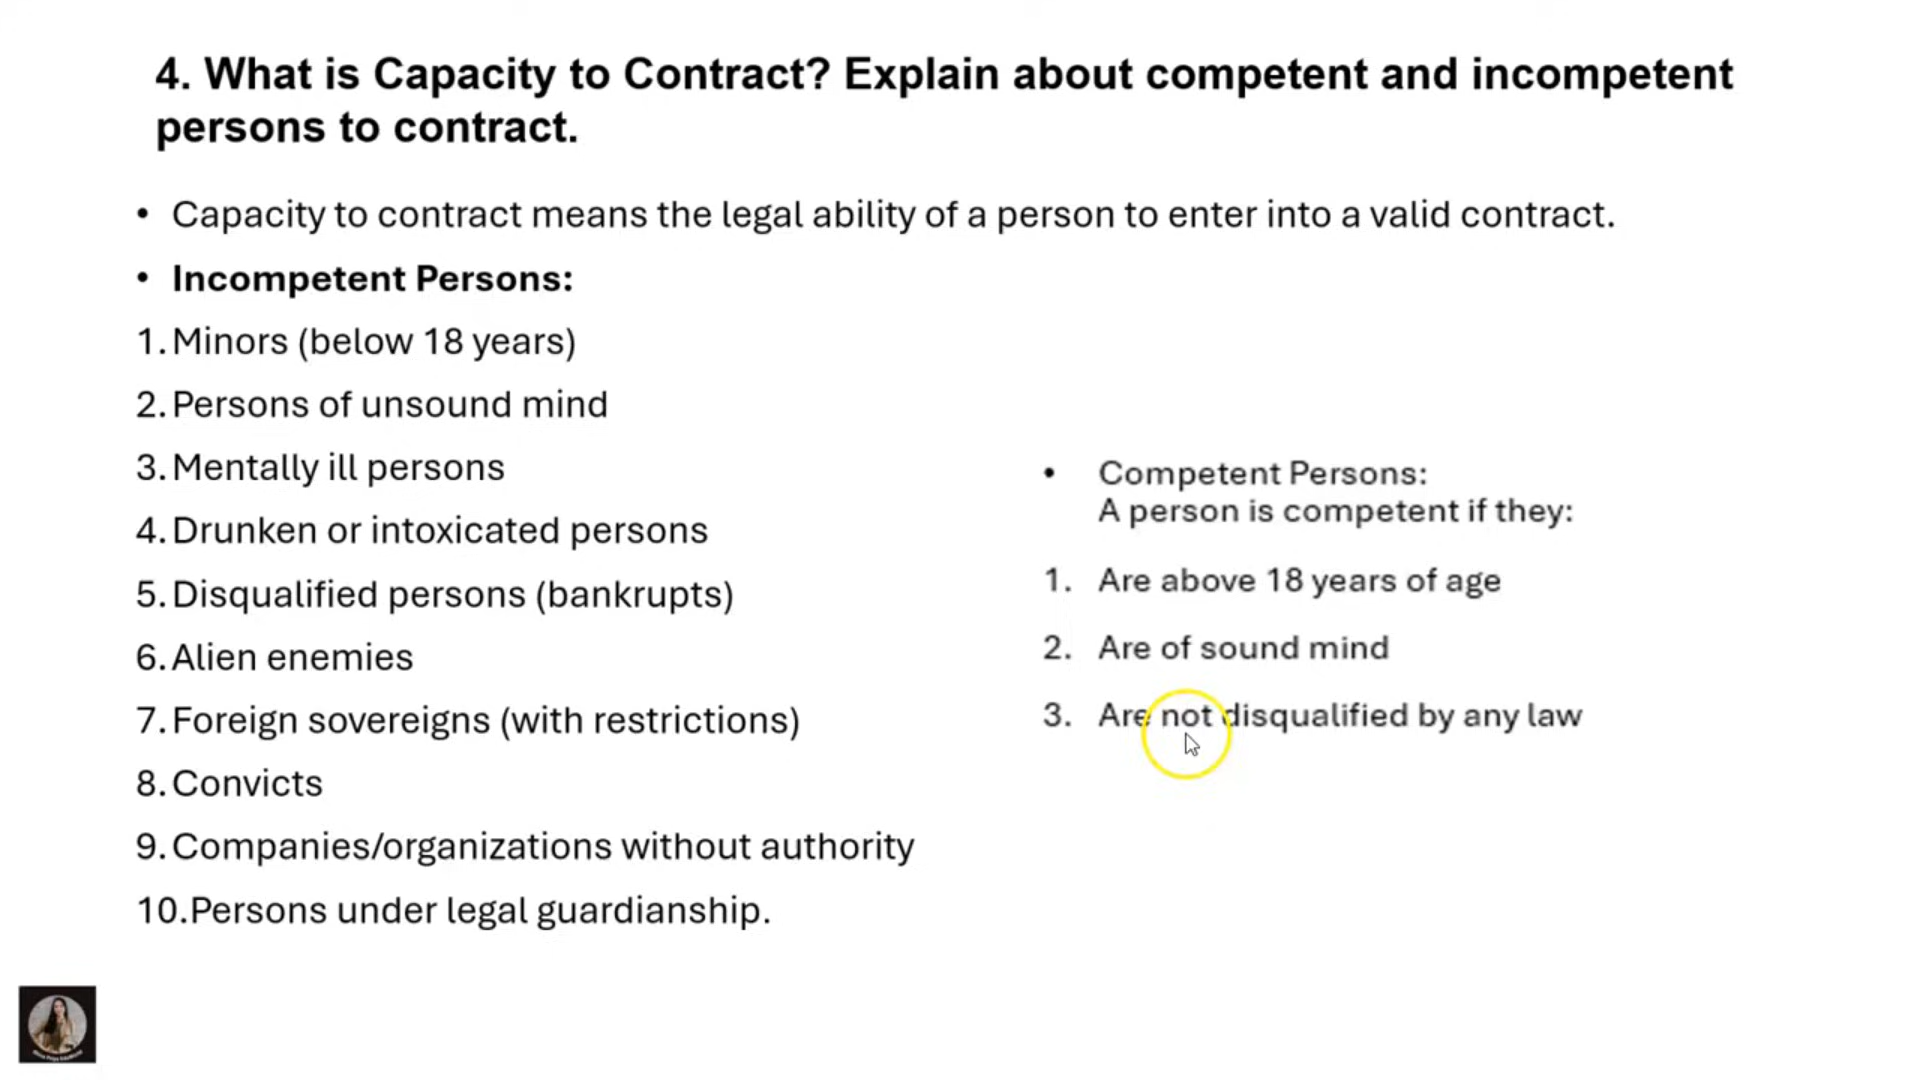 4. What is Capacity to Contract? Explain about competent and incompetent
persons to contract.
• Capacity to contract means the legal ability of a person to enter into a valid contract.
• Incompetent Persons:
1. Minors (below 18 years)
2. Persons of unsound mind
3. Mentally ill persons
4. Drunken or intoxicated persons
5. Disqualified persons (bankrupts)
6. Alien enemies
7. Foreign sovereigns (with restrictions)
8. Convicts
9. Companies/organizations without authority
10. Persons under legal guardianship.
• Competent Persons:
A person is competent if they:
1. Are above 18 years of age
2. Are of sound mind
3. Are not disqualified by any law